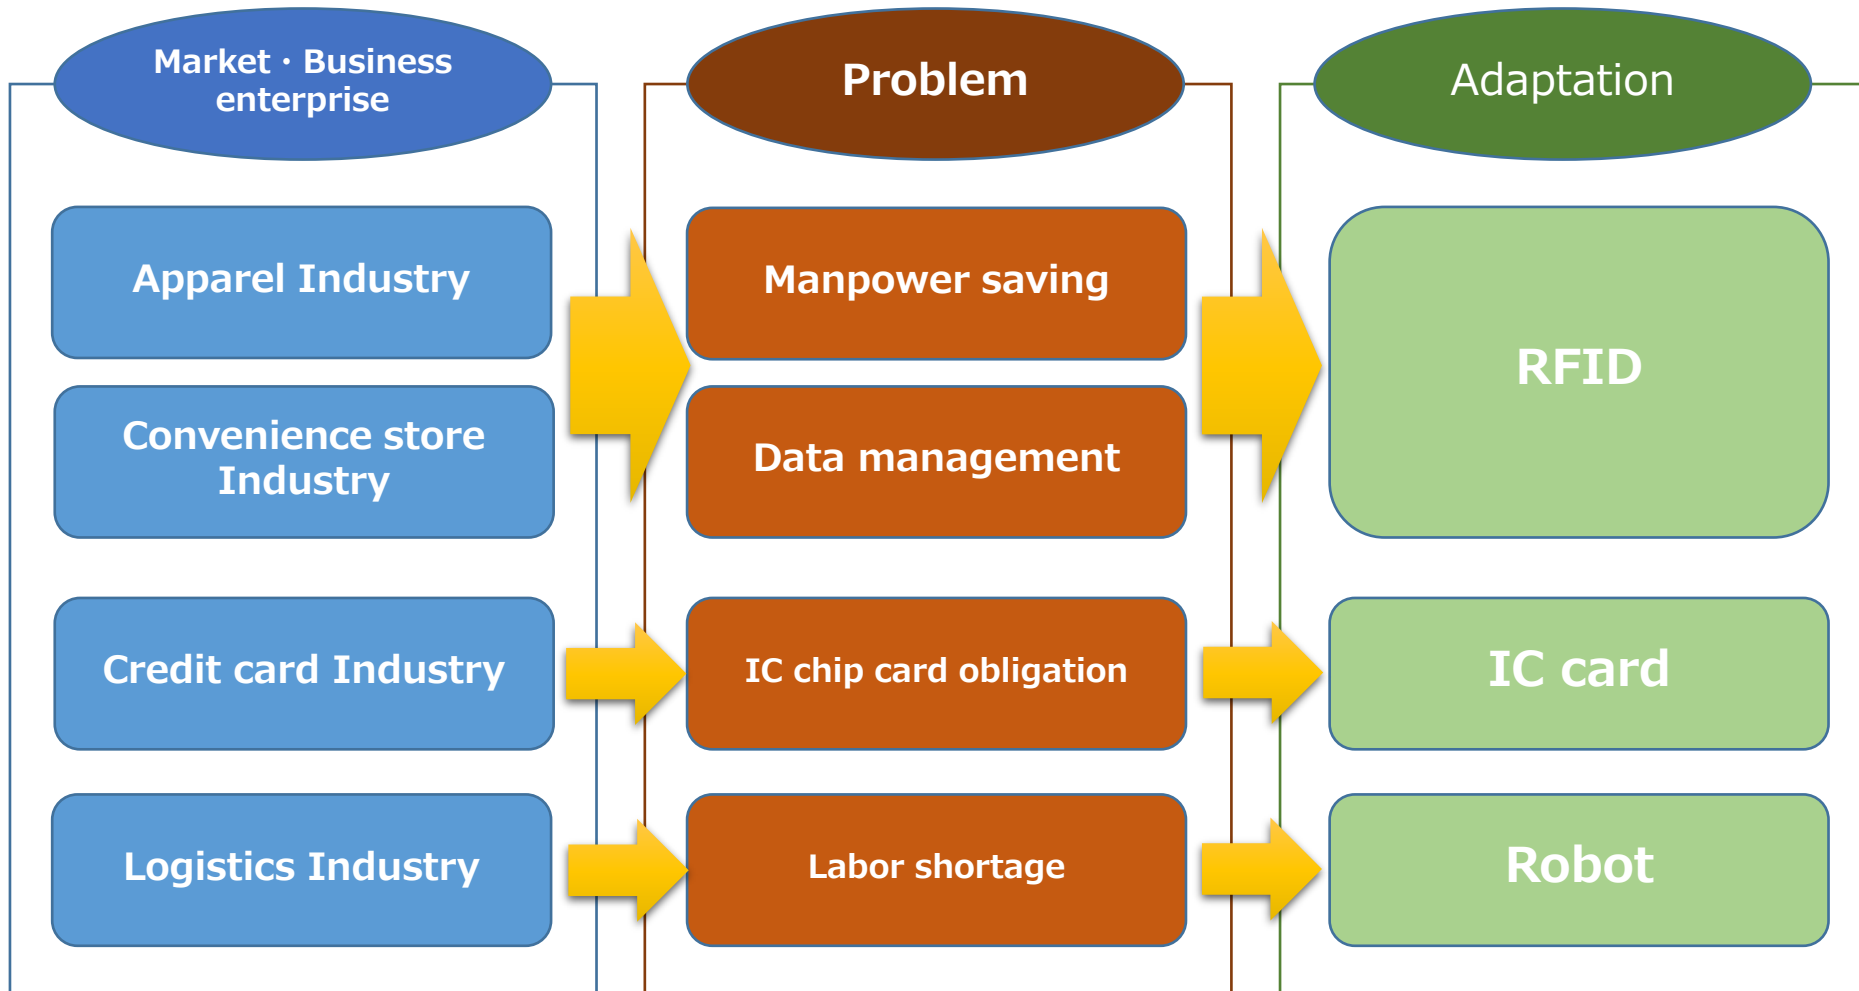 Market・Business
enterprise
Problem
Adaptation
Apparel Industry
Manpower saving
RFID
Convenience store
Industry
Data management
Credit card Industry
IC chip card obligation
IC card
Logistics Industry
Labor shortage
Robot